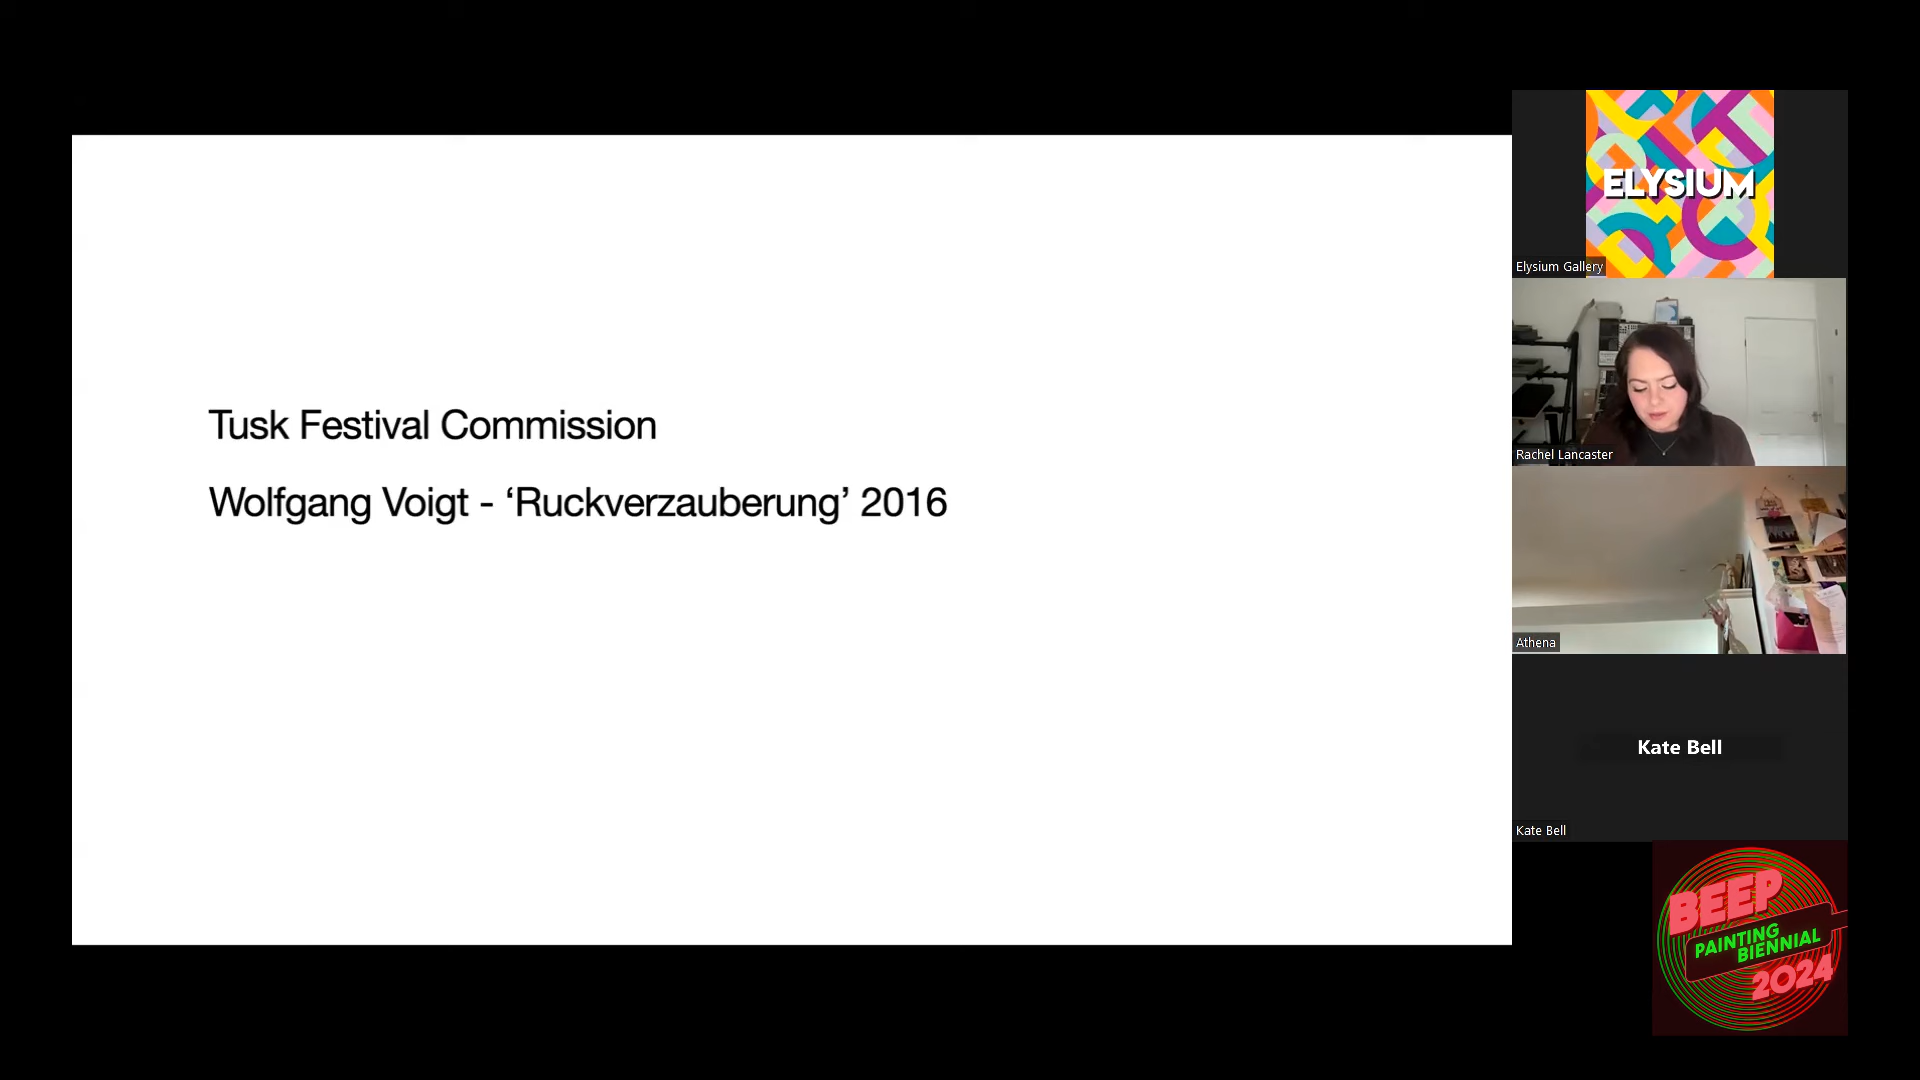 Tusk Festival Commission
Wolfgang Voigt - ‘Ruckverzauberung’ 2016
ELYSIUM
Elysium Gallery
Rachel Lancaster
Athena
Kate Bell
Kate Bell
BEEP
PAINTING
BIENNIAL
2024